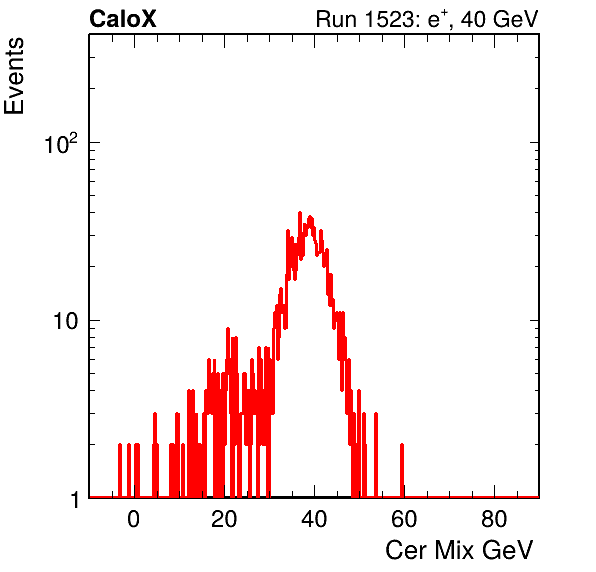 CaloX
Run 1523: e⁺, 40 GeV
Events
10²
10
1
0 20 40 60 80
Cer Mix GeV